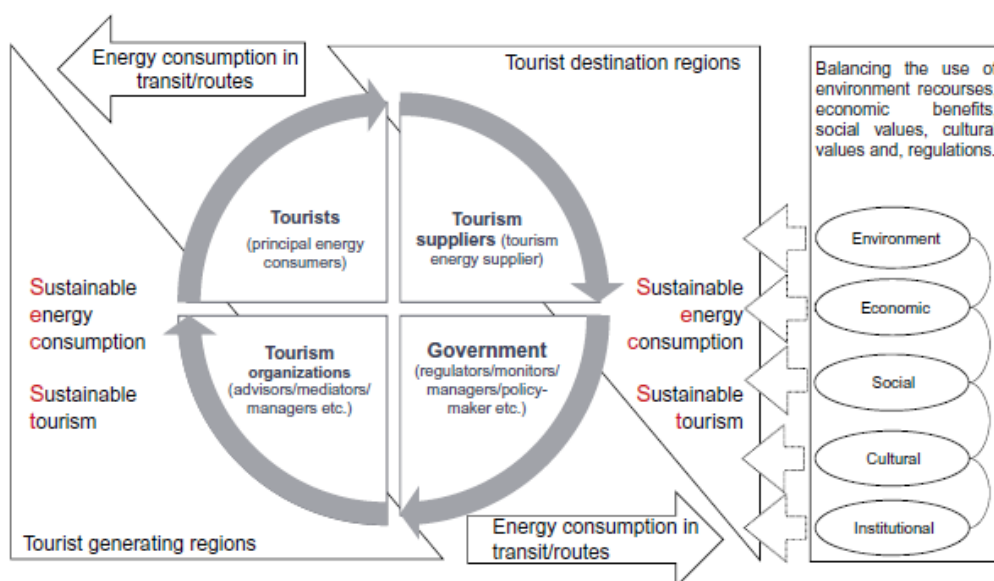 Energy consumption in
transit/routes
Tourist destination regions
Balancing the use of
environment recourses,
economic benefits,
social values, cultural
values and, regulations.
Tourists
(principal energy
consumers)
Tourism
suppliers (tourism
energy supplier)
Sustainable
energy
consumption
Sustainable
tourism
Tourism
organizations
(advisors/mediators/
managers etc.)
Government
(regulators/monitors/
managers/policy-
maker etc.)
Sustainable
energy
consumption
Sustainable
tourism
Environment
Economic
Social
Cultural
Institutional
Tourist generating regions
Energy consumption in
transit/routes